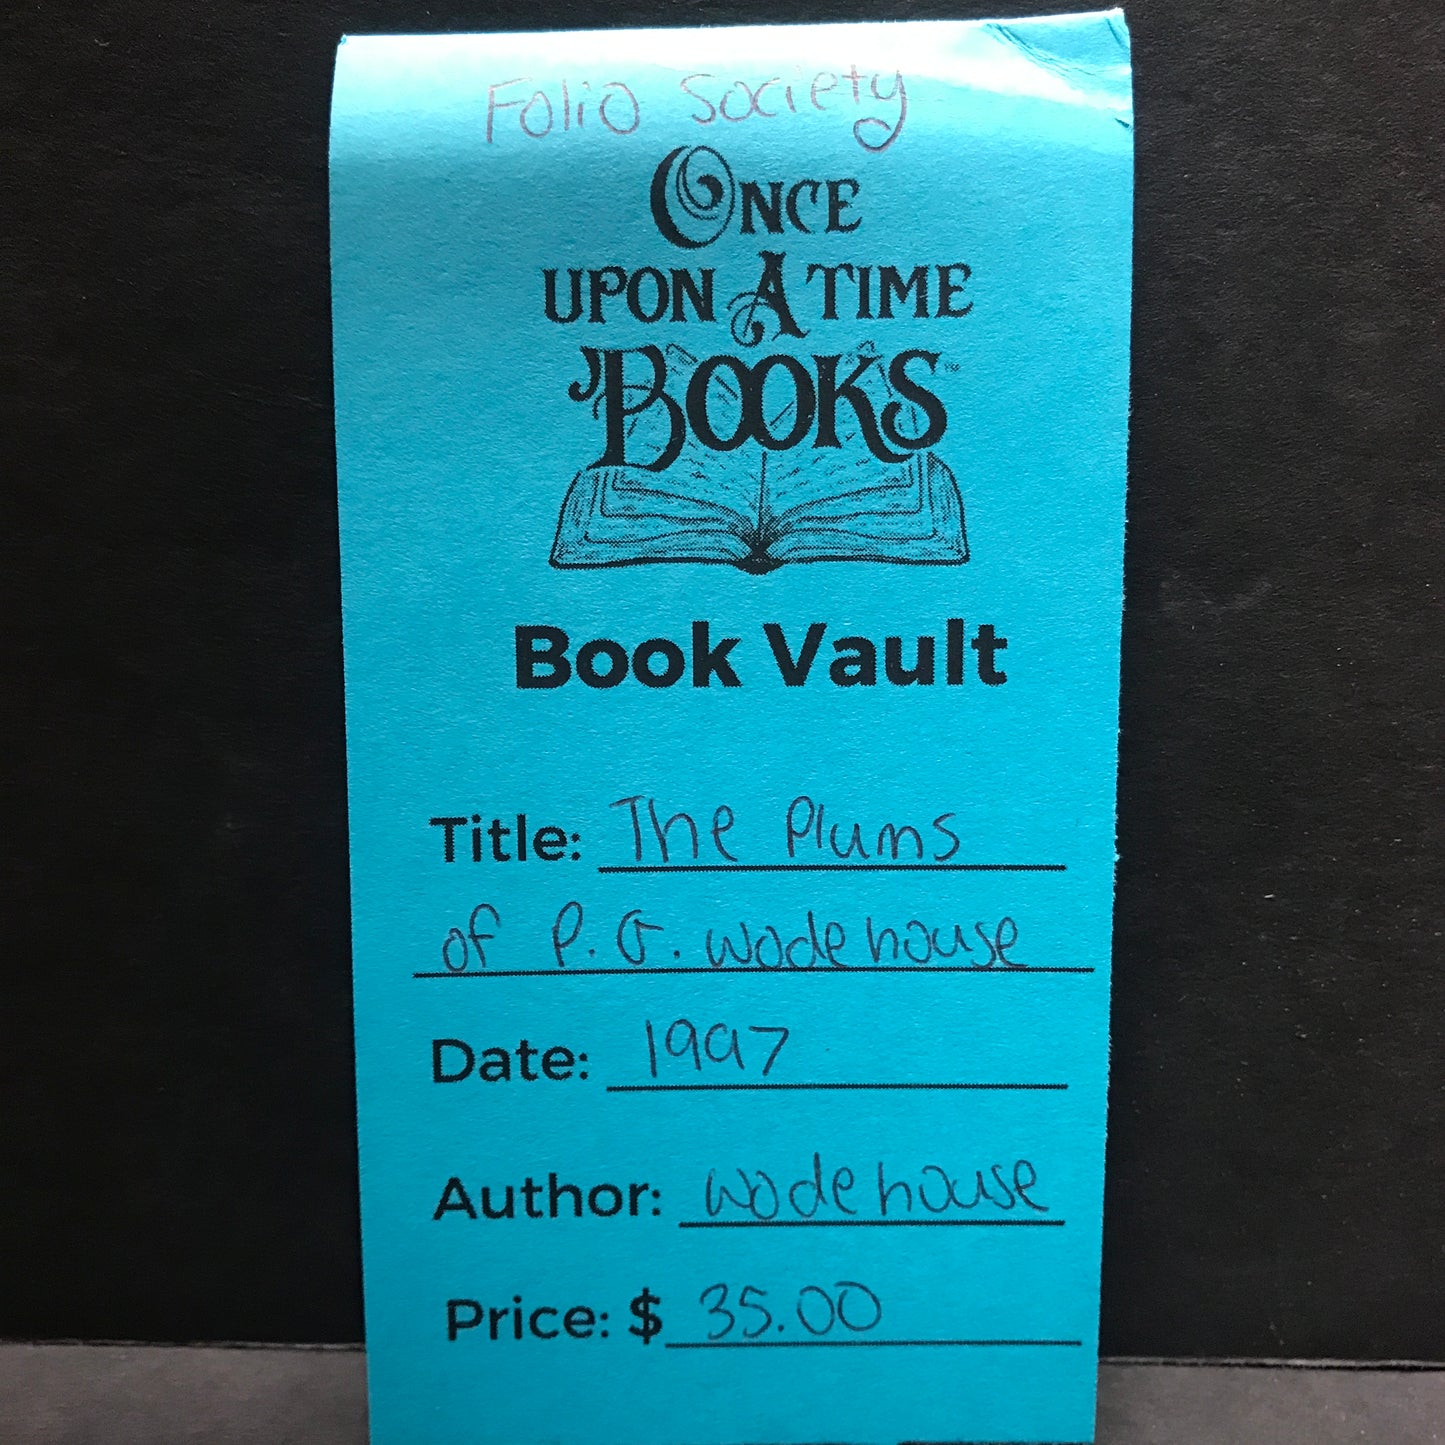 Folio Society
ONCE
UPON A TIME
BOOKS™
Book Vault
Title: The Plums
of P.G. Wodehouse
Date: 1997
Author: Wodehouse
Price: $ 35.00